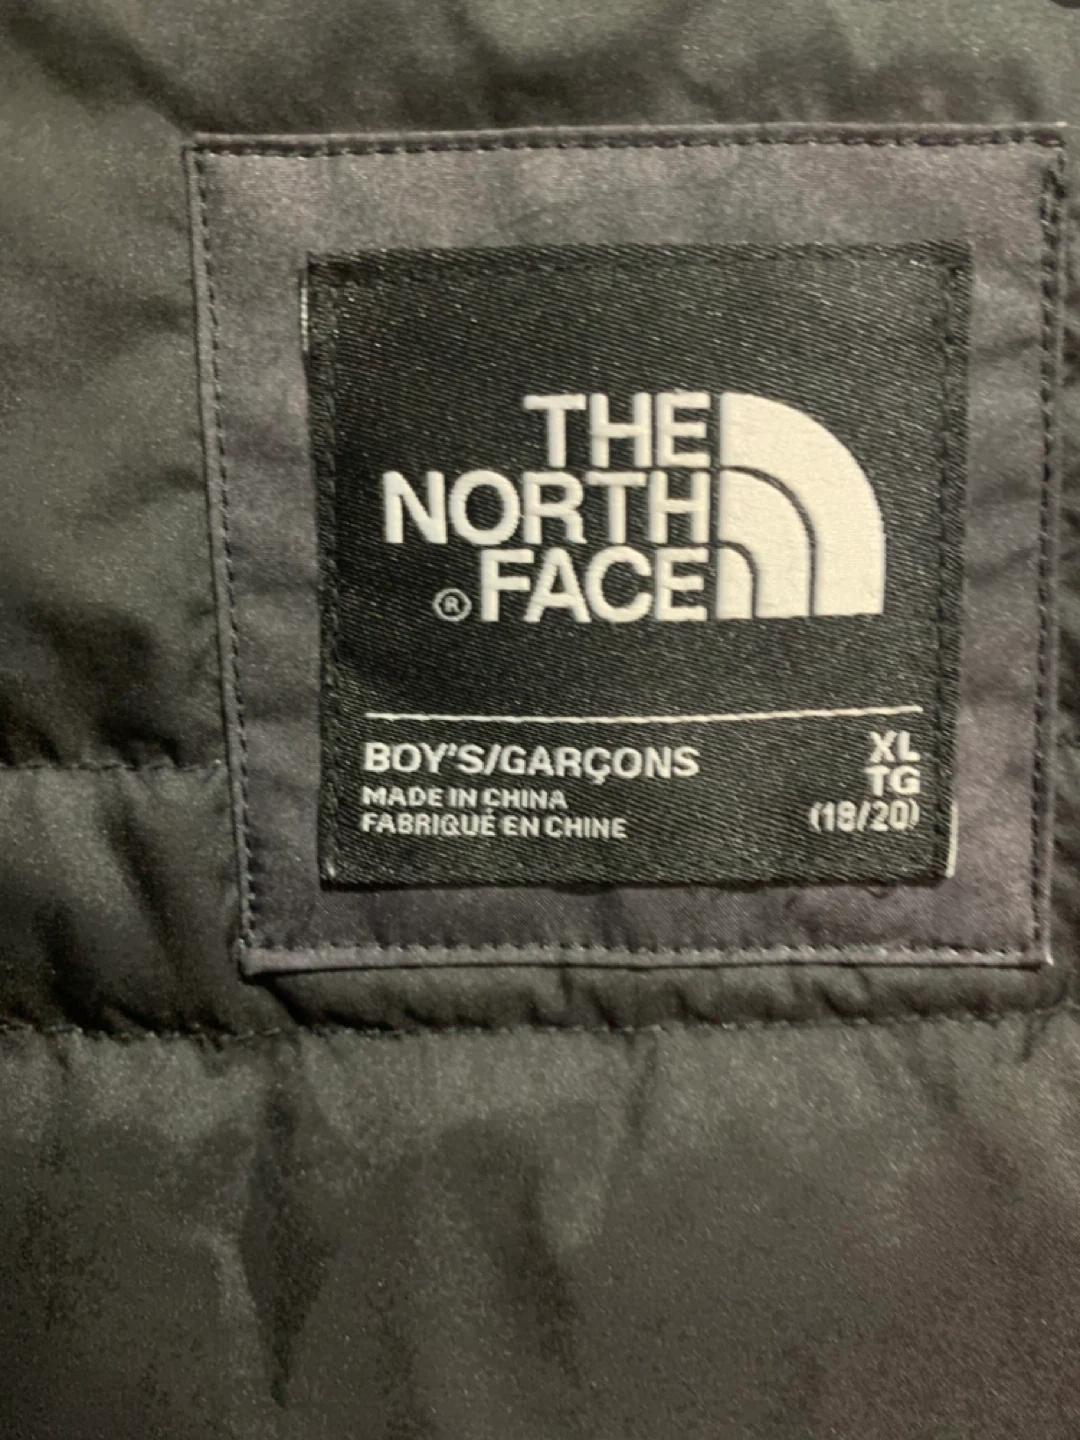 THE
NORTH
® FACE
BOY'S/GARÇONS XL
TG
MADE IN CHINA (18/20)
FABRIQUÉ EN CHINE